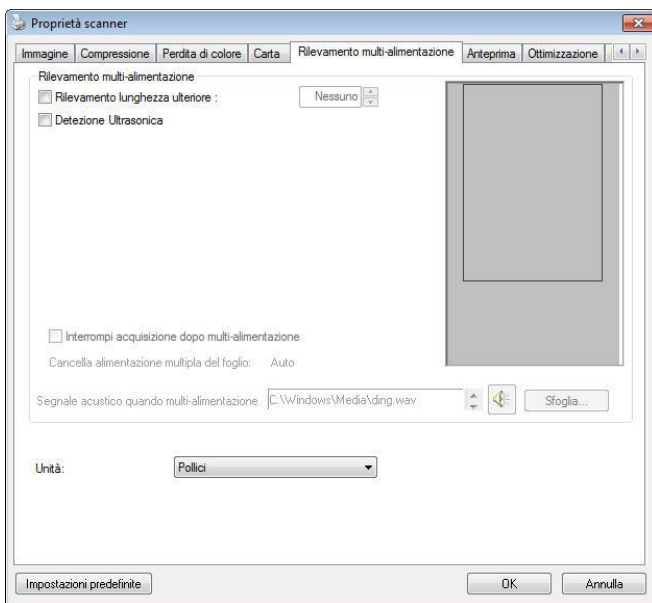 Proprietà scanner
Immagine Compressione Perdita di colore Carta Rilevamento multi-alimentazione Anteprima Ottimizzazione
Rilevamento multi-alimentazione
Rilevamento lunghezza ulteriore : Nessuno
Detezione Ultrasonica
Interrompi acquisizione dopo multi-alimentazione
Cancella alimentazione multipla del foglio: Auto
Segnale acustico quando multi-alimentazione C:\Windows\Media\ding.wav Sfoglia...
Unità: Pollici
Impostazioni predefinite OK Annulla